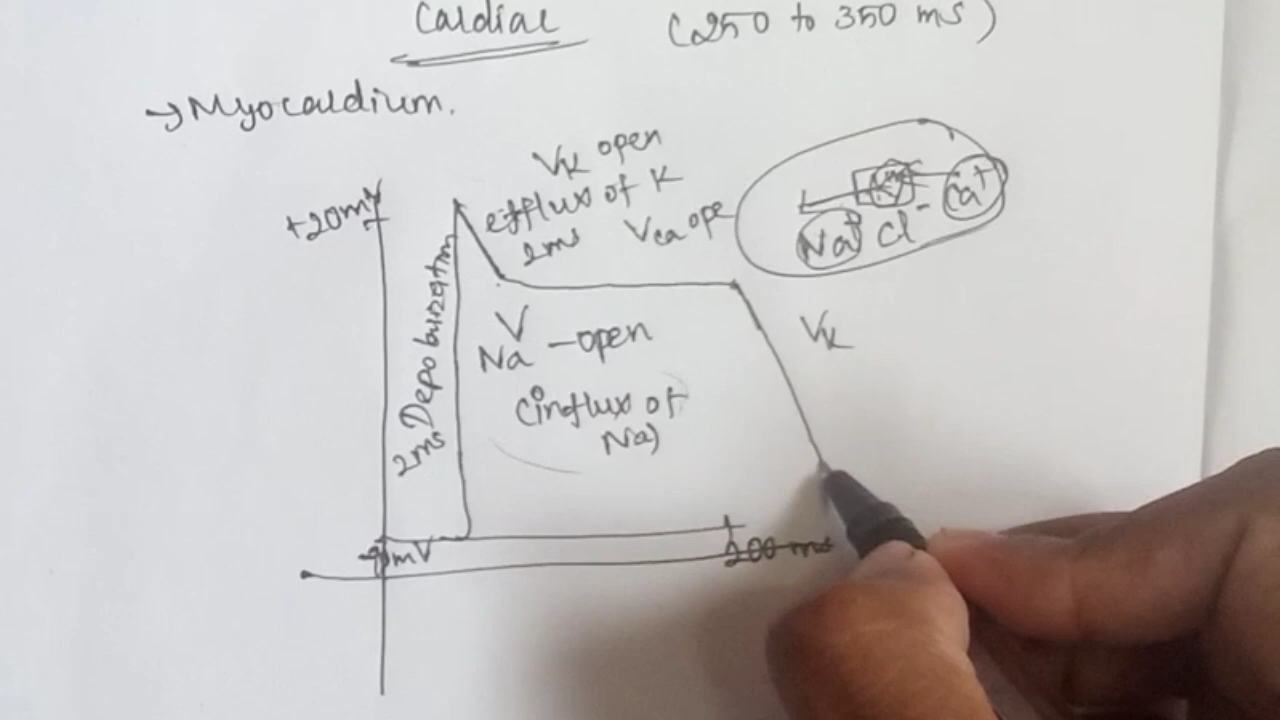 Cardiac (250 to 350 ms)
→ Myocardium.
+20mV
VK open
efflux of K
2ms
VCa ope
Na+ Cl- Ca+
2ms Depolarization
V
Na - open
(influx of
Na)
VK
-90mV
200 ms